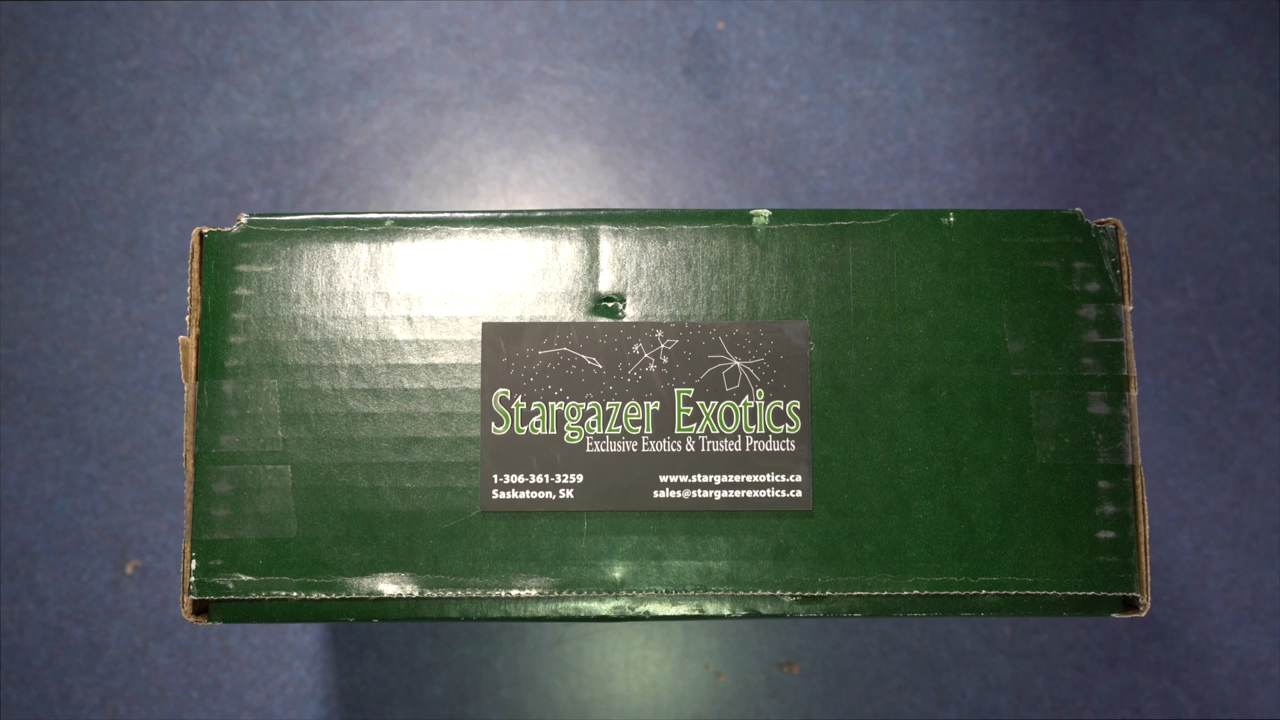 Stargazer Exotics
Exclusive Exotics & Trusted Products
1-306-361-3259
www.stargazerexotics.ca
Saskatoon, SK
sales@stargazerexotics.ca